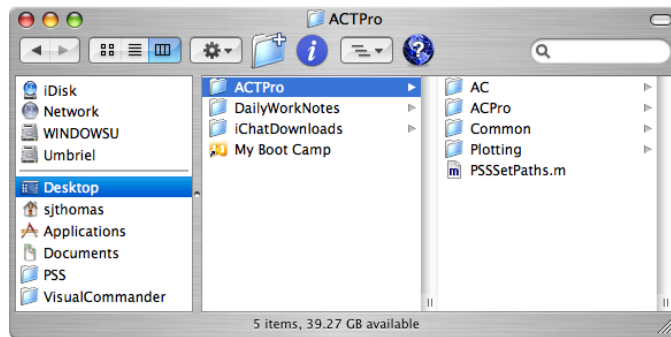 ACTPro
iDisk
Network
WINDOWSU
Umbriel
Desktop
sjthomas
Applications
Documents
PSS
VisualCommander
ACTPro
DailyWorkNotes
iChatDownloads
My Boot Camp
AC
ACPro
Common
Plotting
PSSSetPaths.m
5 items, 39.27 GB available